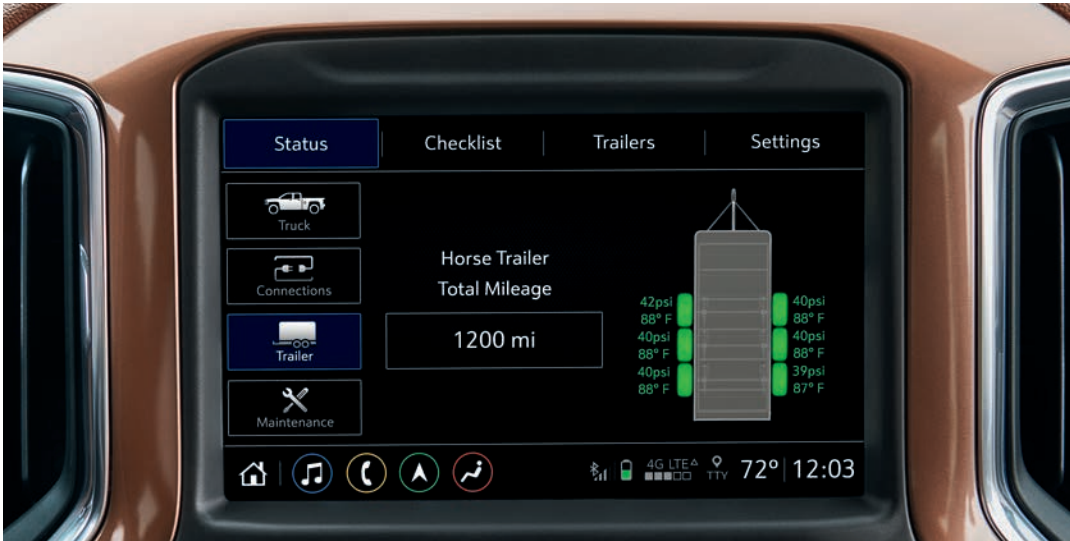 Status Checklist Trailers Settings
Truck
Connections
Trailer
Maintenance
Horse Trailer
Total Mileage
1200 mi
42psi
88° F
40psi
88° F
40psi
88° F
40psi
88° F
40psi
88° F
39psi
87° F
4G LTE
TTY
72° 12:03